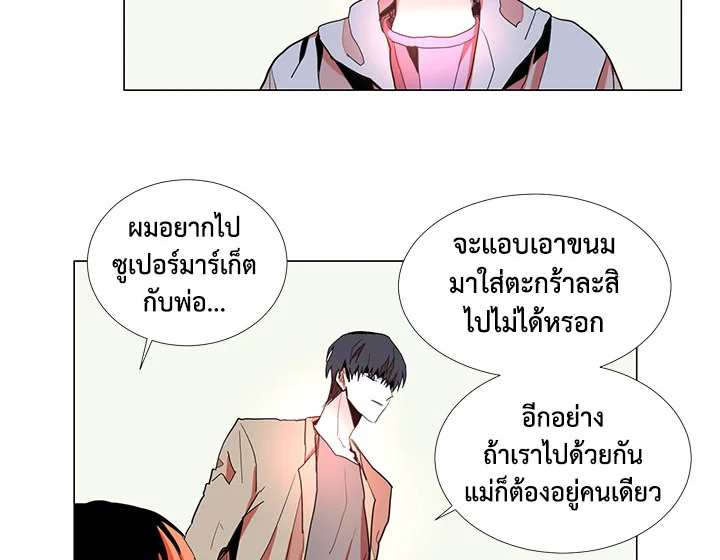 ผมอยากไป
ซูเปอร์มาร์เก็ต
กับพ่อ...
จะแอบเอาขนม
มาใส่ตะกร้าละสิ
ไปไม่ได้หรอก
อีกอย่าง
ถ้าเราไปด้วยกัน
แม่ก็ต้องอยู่คนเดียว